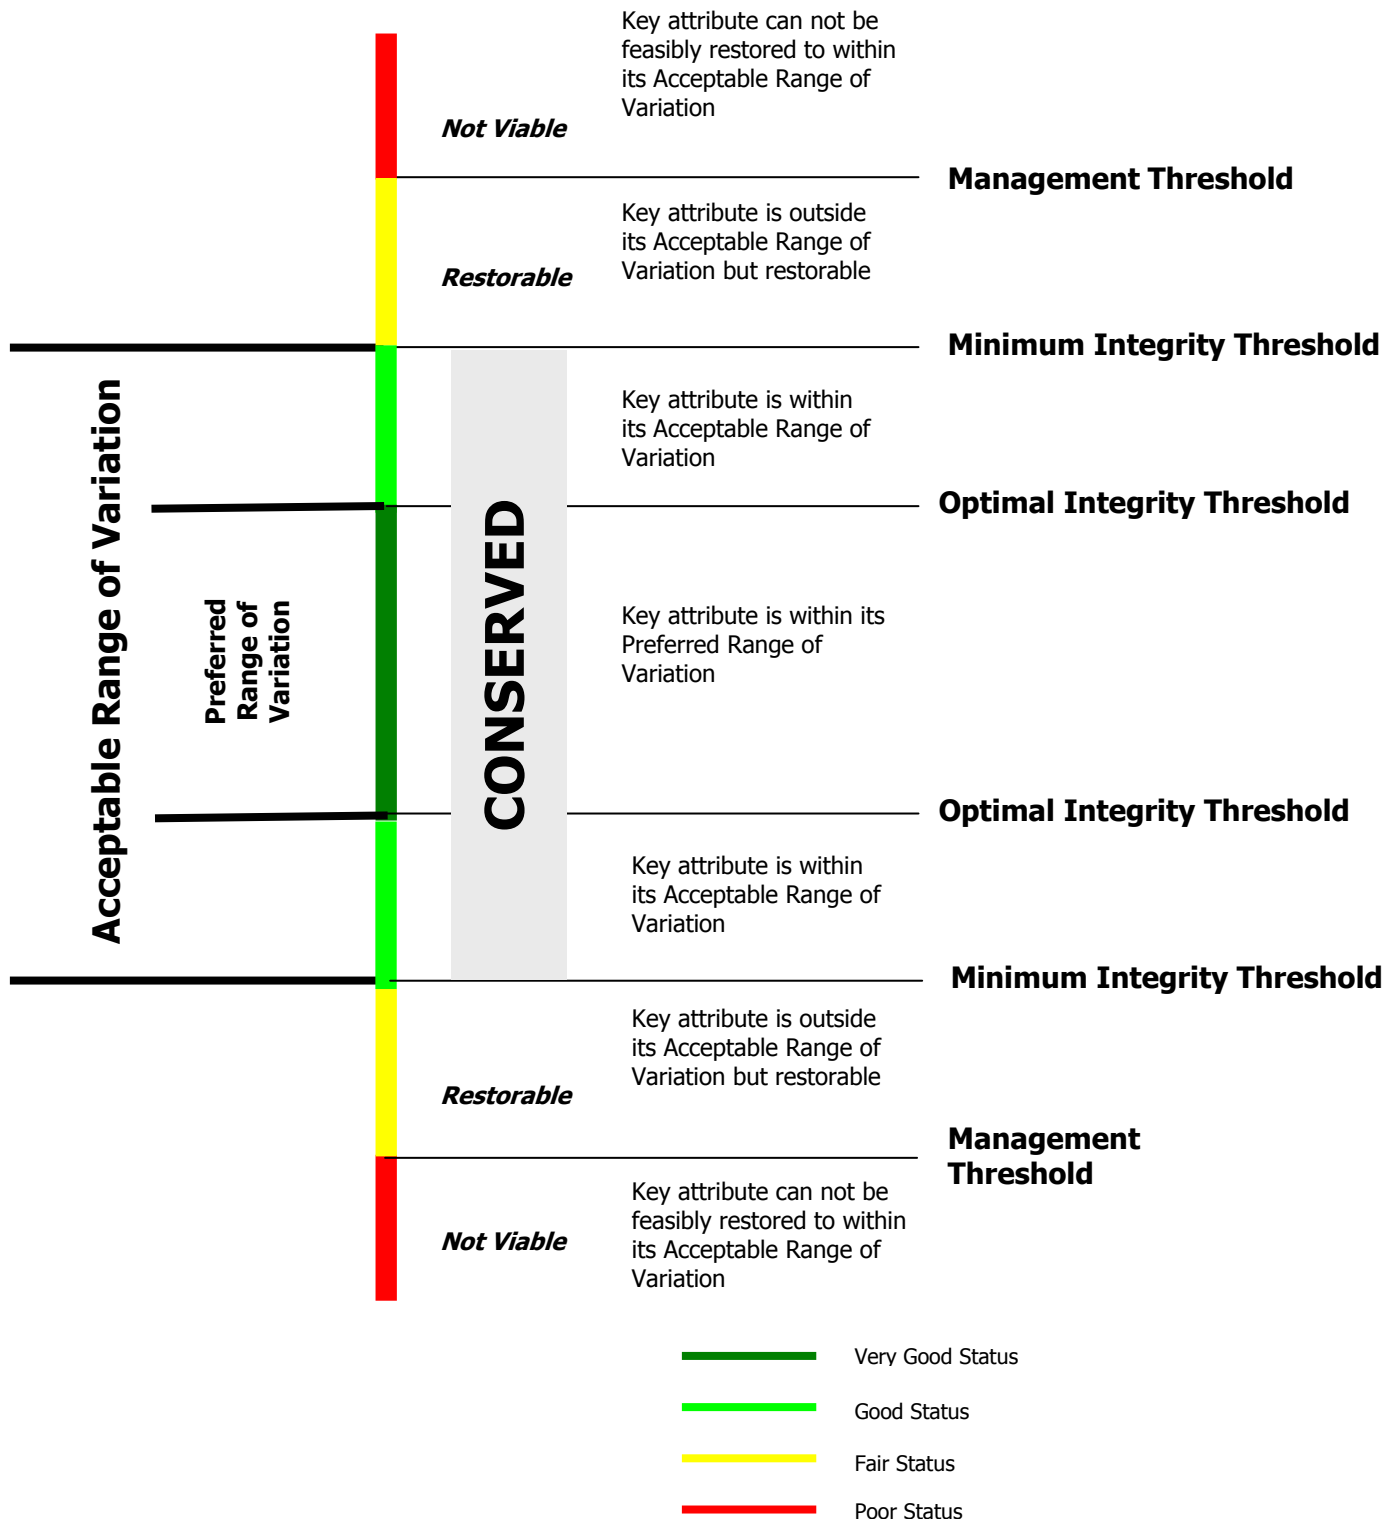 Key attribute can not be
feasibly restored to within
its Acceptable Range of
Variation
Not Viable
Management Threshold
Key attribute is outside
its Acceptable Range of
Variation but restorable
Restorable
Minimum Integrity Threshold
Key attribute is within
its Acceptable Range of
Variation
Optimal Integrity Threshold
Acceptable Range of Variation
Preferred
Range of
Variation
CONSERVED
Key attribute is within its
Preferred Range of
Variation
Optimal Integrity Threshold
Key attribute is within
its Acceptable Range of
Variation
Minimum Integrity Threshold
Key attribute is outside
its Acceptable Range of
Variation but restorable
Restorable
Management
Threshold
Key attribute can not be
feasibly restored to within
its Acceptable Range of
Variation
Not Viable
Very Good Status
Good Status
Fair Status
Poor Status